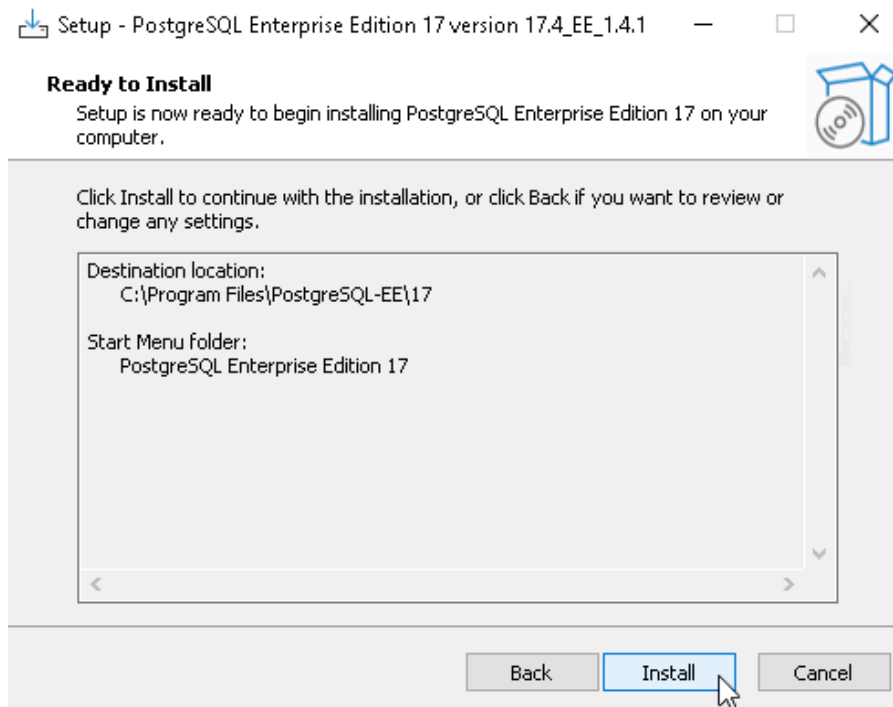 Setup - PostgreSQL Enterprise Edition 17 version 17.4_EE_1.4.1
Ready to Install
Setup is now ready to begin installing PostgreSQL Enterprise Edition 17 on your
computer.
Click Install to continue with the installation, or click Back if you want to review or
change any settings.
Destination location:
C:\Program Files\PostgreSQL-EE\17
Start Menu folder:
PostgreSQL Enterprise Edition 17
Back
Install
Cancel